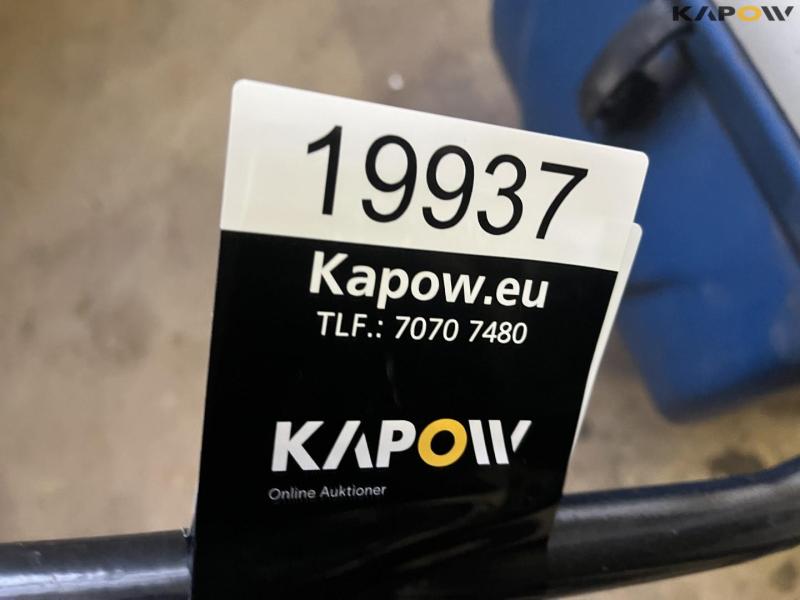 KAPOW
19937
Kapow.eu
TLF.: 7070 7480
KAPOW
Online Auktioner